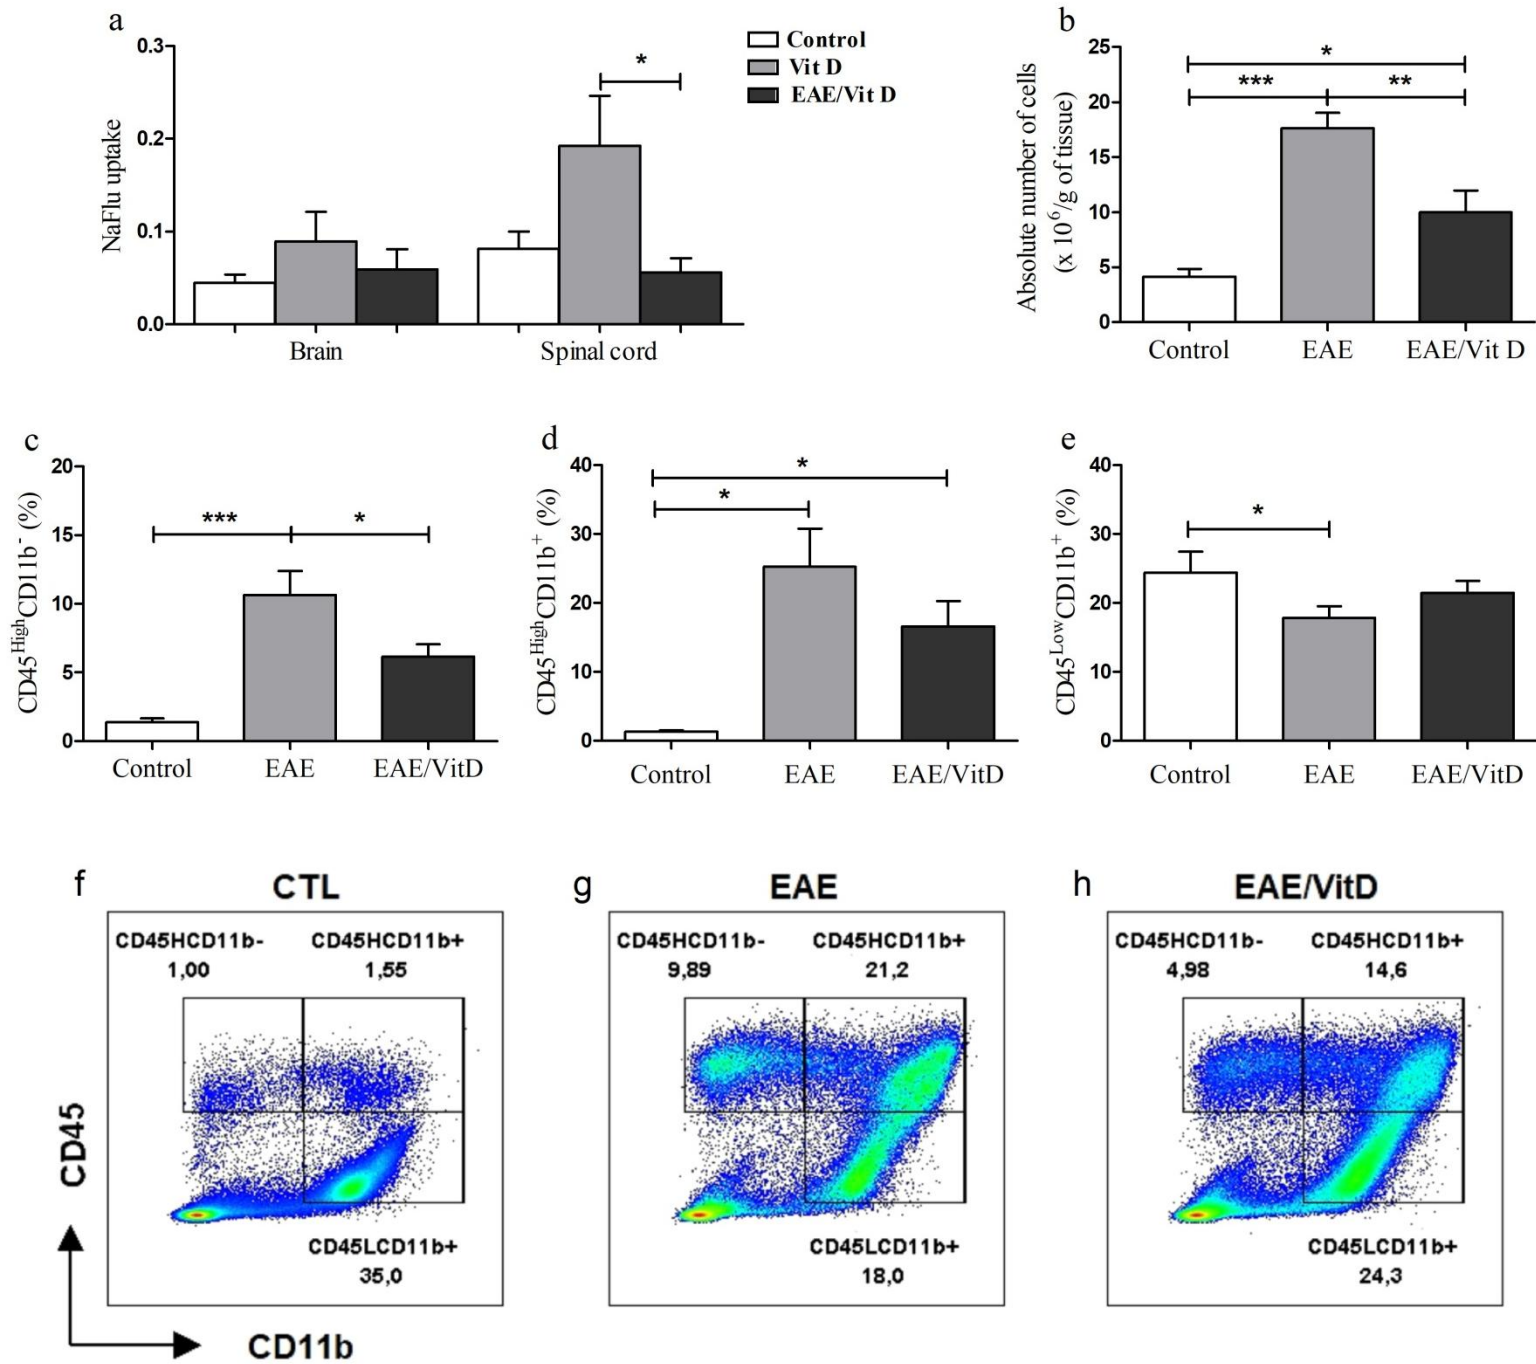 a
NaFlu uptake
0.3
0.2
0.1
0.0
*
Brain
Spinal cord
Control
Vit D
EAE/Vit D
b
Absolute number of cells
(x 10⁶/g of tissue)
25
20
15
10
5
0
*
***
**
Control
EAE
EAE/Vit D
c
CD45ᴴⁱᵍʰCD11b⁻ (%)
20
15
10
5
0
***
*
Control
EAE
EAE/VitD
d
CD45ᴴⁱᵍʰCD11b⁺ (%)
40
30
20
10
0
*
*
Control
EAE
EAE/VitD
e
CD45ᴸᵒʷCD11b⁺ (%)
40
30
20
10
0
*
Control
EAE
EAE/VitD
f
CTL
CD45HCD11b-
1,00
CD45HCD11b+
1,55
CD45LCD11b+
35,0
g
EAE
CD45HCD11b-
9,89
CD45HCD11b+
21,2
CD45LCD11b+
18,0
h
EAE/VitD
CD45HCD11b-
4,98
CD45HCD11b+
14,6
CD45LCD11b+
24,3
CD45
CD11b